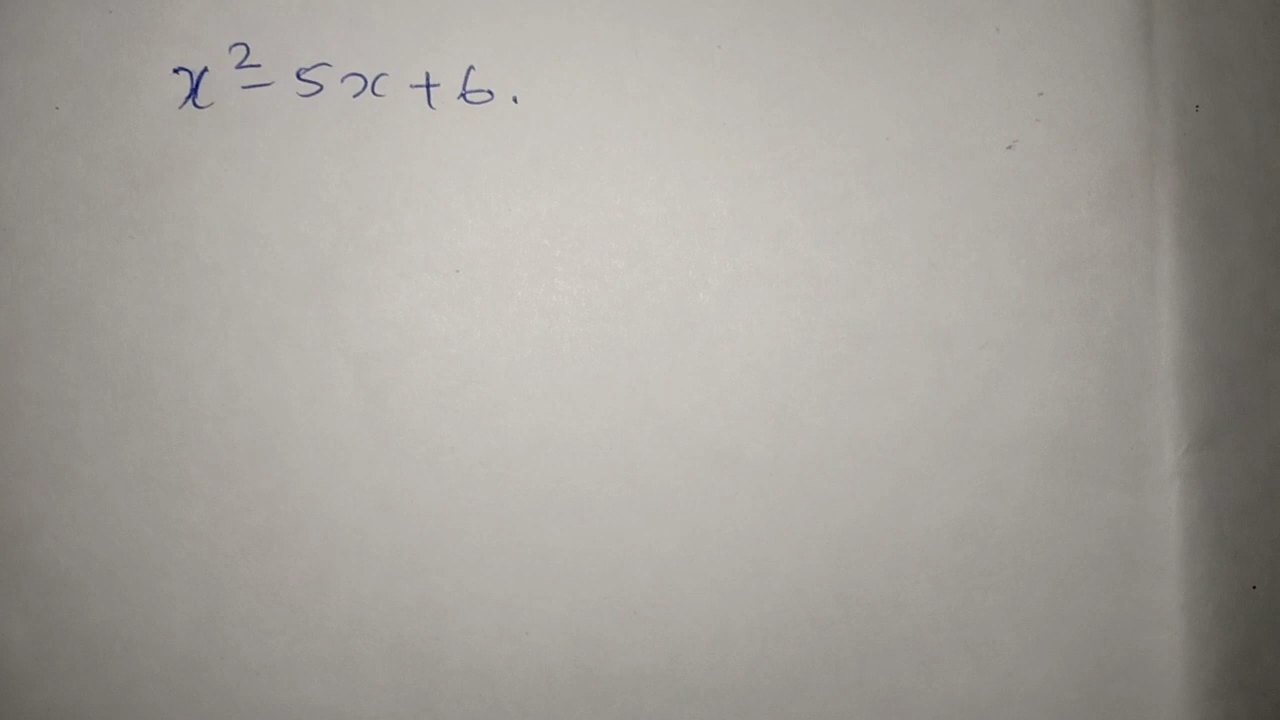 x² - 5x + 6.